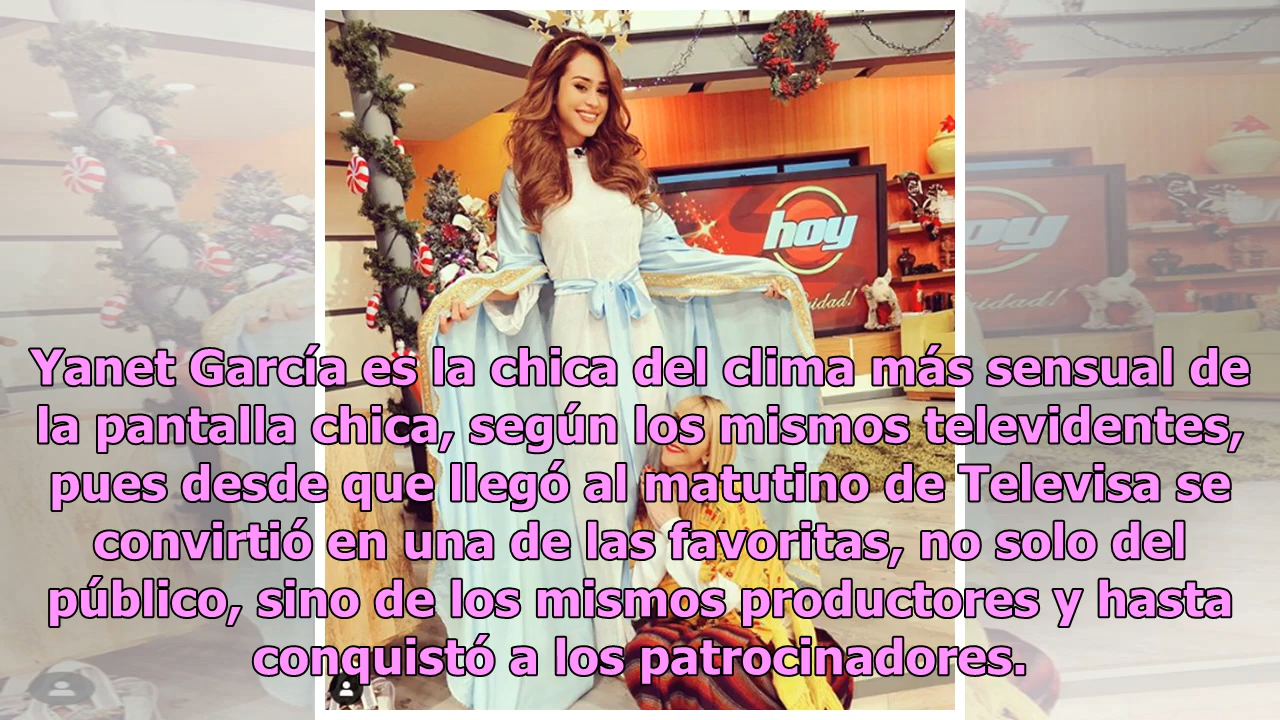 hoy
vidad!
Yanet García es la chica del clima más sensual de
la pantalla chica, según los mismos televidentes,
pues desde que llegó al matutino de Televisa se
convirtió en una de las favoritas, no solo del
público, sino de los mismos productores y hasta
conquistó a los patrocinadores.